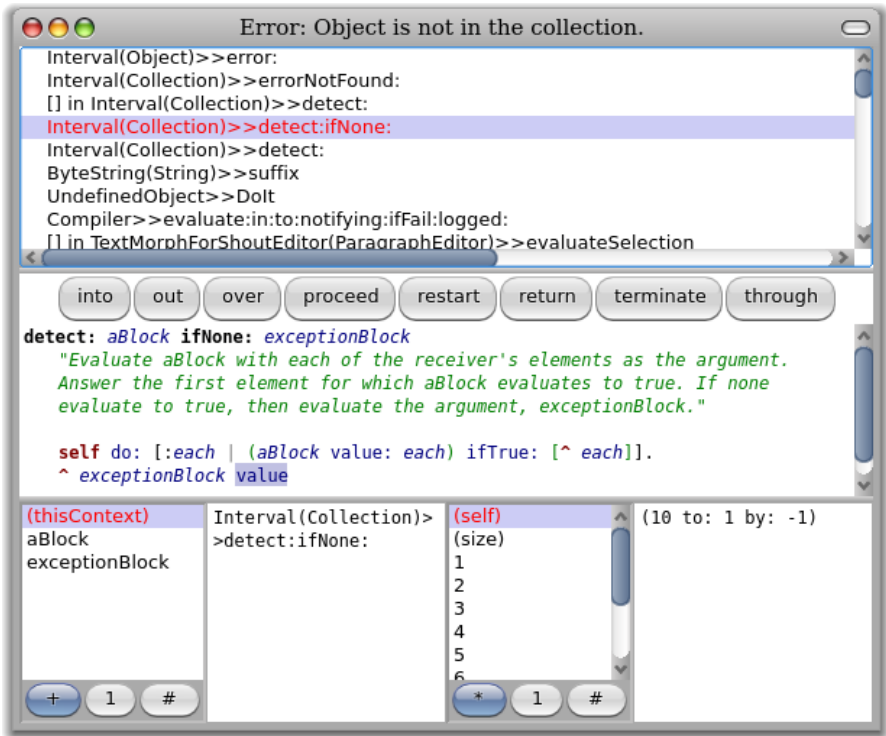 Error: Object is not in the collection.
Interval(Object)>>error:
Interval(Collection)>>errorNotFound:
[] in Interval(Collection)>>detect:
Interval(Collection)>>detect:ifNone:
Interval(Collection)>>detect:
ByteString(String)>>suffix
UndefinedObject>>DoIt
Compiler>>evaluate:in:to:notifying:ifFail:logged:
[] in TextMorphForShoutEditor(ParagraphEditor)>>evaluateSelection
into out over proceed restart return terminate through
detect: aBlock ifNone: exceptionBlock
"Evaluate aBlock with each of the receiver's elements as the argument.
Answer the first element for which aBlock evaluates to true. If none
evaluate to true, then evaluate the argument, exceptionBlock."
self do: [:each | (aBlock value: each) ifTrue: [^ each]].
^ exceptionBlock value
(thisContext)
aBlock
exceptionBlock
+ 1 #
Interval(Collection)>
>detect:ifNone:
(self)
(size)
1
2
3
4
5
6
* 1 #
(10 to: 1 by: -1)